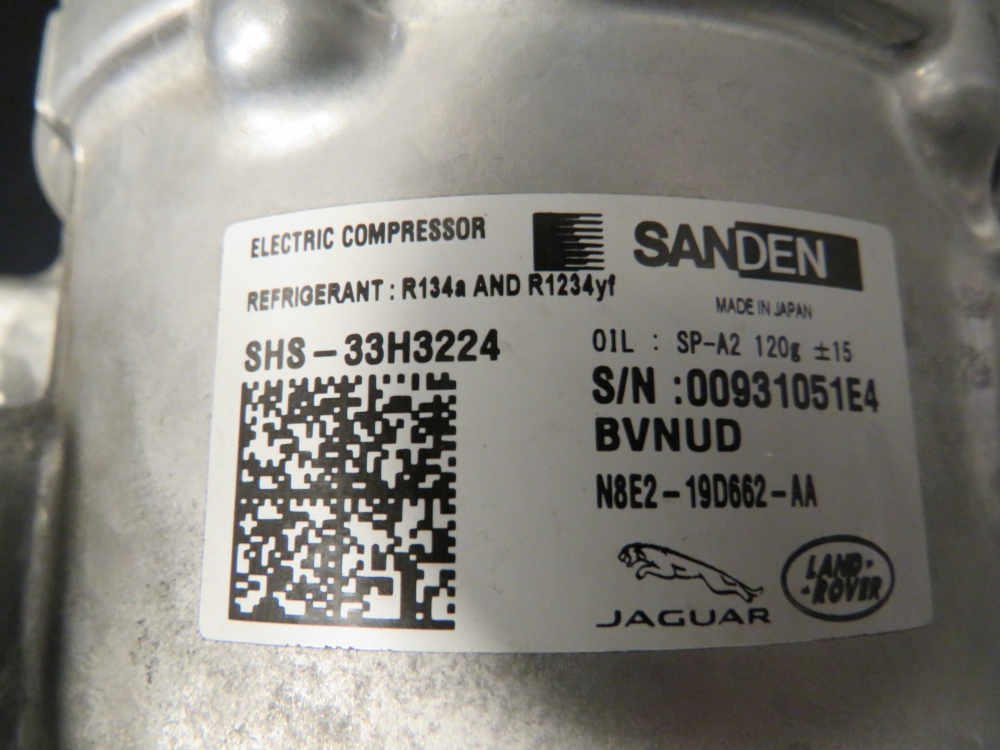 ELECTRIC COMPRESSOR
SANDEN
REFRIGERANT : R134a AND R1234yf
MADE IN JAPAN
SHS-33H3224
OIL : SP-A2 120g ±15
S/N :00931051E4
BVNUD
N8E2-19D662-AA
JAGUAR
LAND-
-ROVER